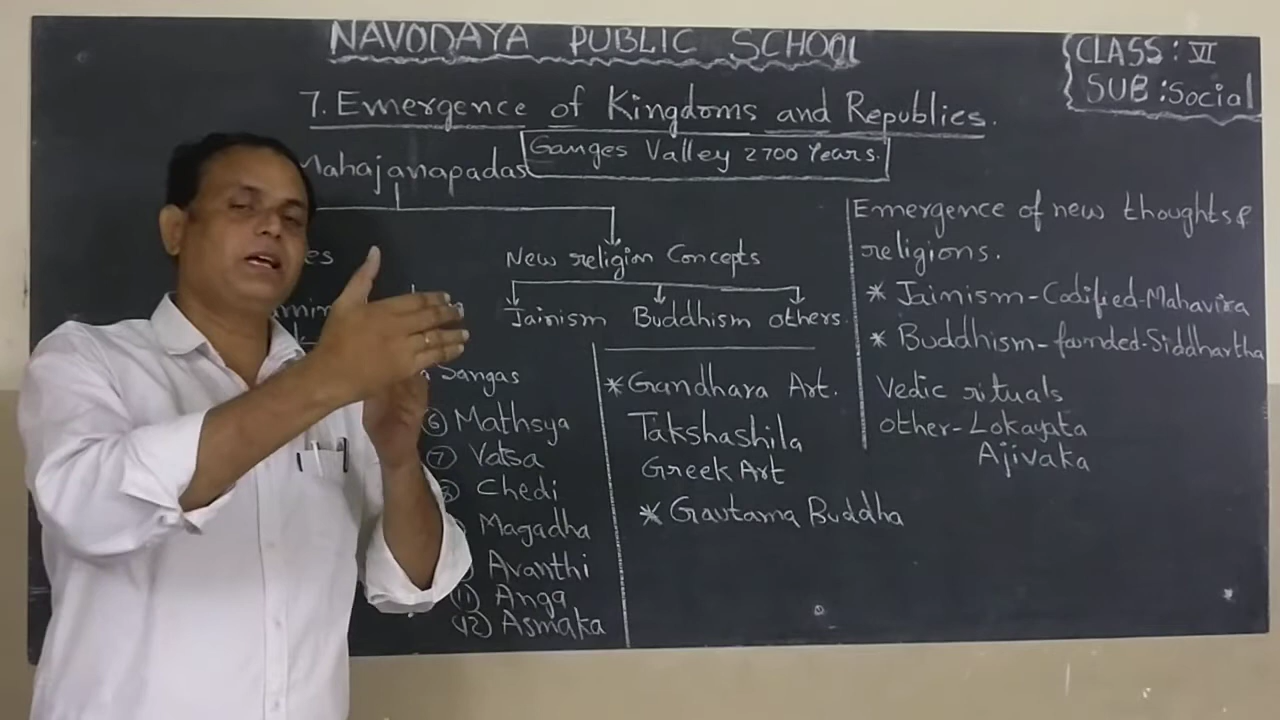 NAVODAYA PUBLIC SCHOOL
CLASS: VI
SUB: Social
7. Emergence of Kingdoms and Republies.
Mahajanapadas
Ganges Valley 2700 Years.
New religion Concepts
Jainism Buddhism others.
Sangas
⑥ Mathsya
⑦ Vatsa
⑧ Chedi
Magadha
Avanthi
⑪ Anga
⑫ Asmaka
* Gandhara Art.
Takshashila
Greek Art
* Gautama Buddha
Emergence of new thoughts &
religions.
* Jainism-Codified-Mahavira
* Buddhism-founded-Siddhartha
Vedic rituals
other-Lokayata
Ajivaka